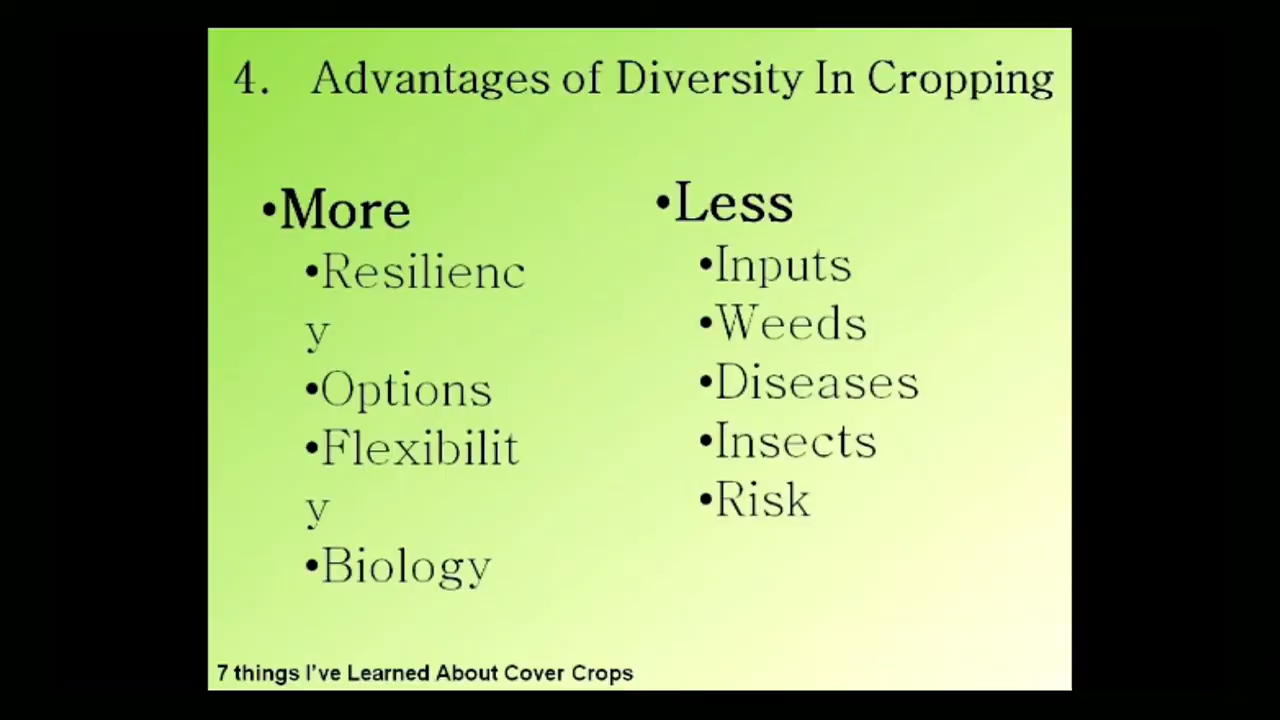 4. Advantages of Diversity In Cropping
•More
•Resilienc
y
•Options
•Flexibilit
y
•Biology
•Less
•Inputs
•Weeds
•Diseases
•Insects
•Risk
7 things I've Learned About Cover Crops